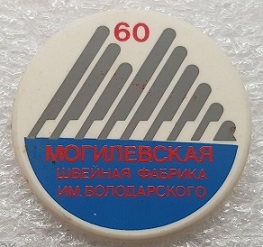 60
МОГИЛЕВСКАЯ
ШВЕЙНАЯ ФАБРИКА
ИМ. ВОЛОДАРСКОГО